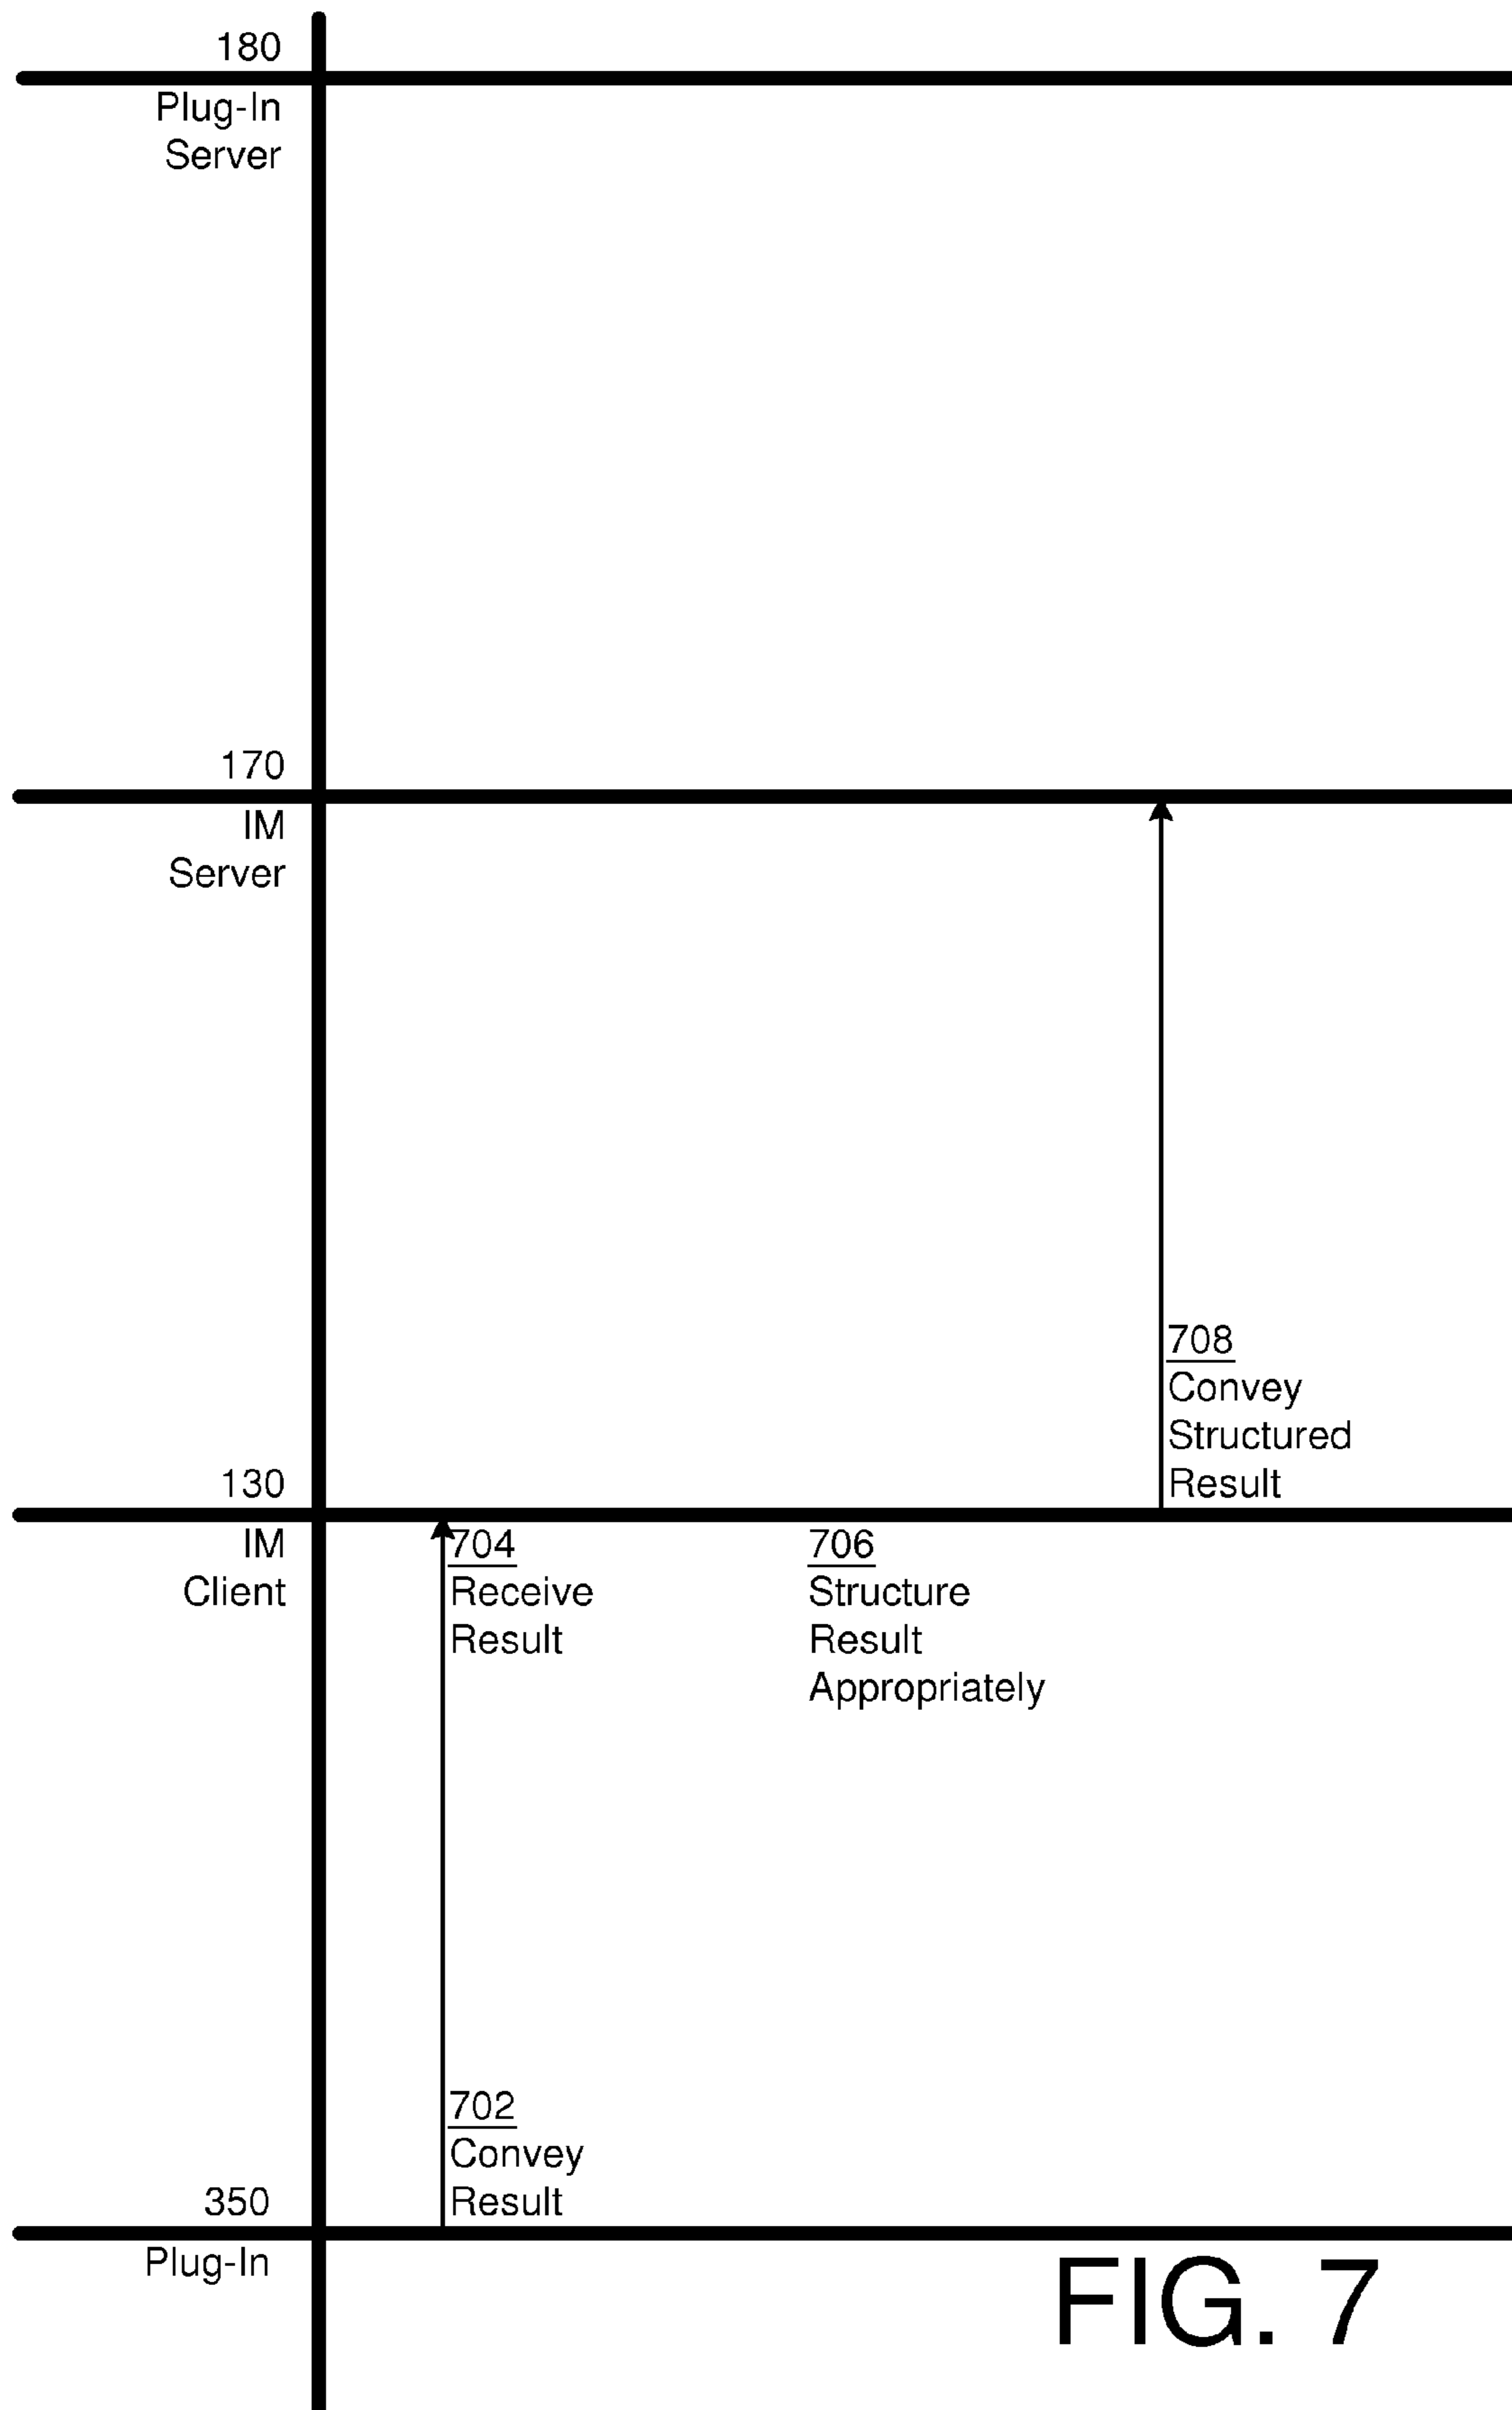 180
Plug-In
Server
170
IM
Server
708
Convey
Structured
Result
130
IM
Client
704
Receive
Result
706
Structure
Result
Appropriately
702
Convey
Result
350
Plug-In
FIG. 7